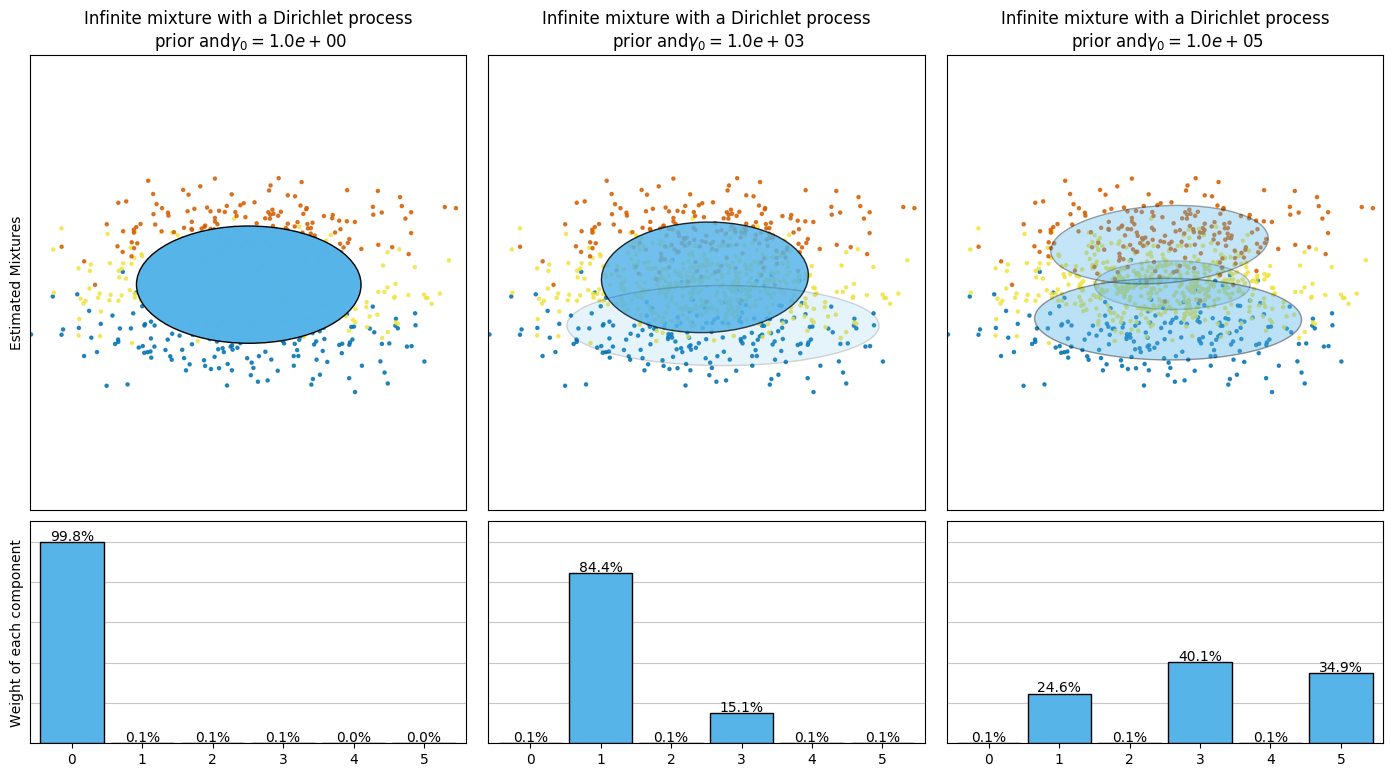 Infinite mixture with a Dirichlet process
prior andγ₀ = 1.0e + 00
Infinite mixture with a Dirichlet process
prior andγ₀ = 1.0e + 03
Infinite mixture with a Dirichlet process
prior andγ₀ = 1.0e + 05
Estimated Mixtures
Weight of each component
99.8%
0.1%
0.1%
0.1%
0.0%
0.0%
0 1 2 3 4 5
0.1%
84.4%
0.1%
15.1%
0.1%
0.1%
0 1 2 3 4 5
0.1%
24.6%
0.1%
40.1%
0.1%
34.9%
0 1 2 3 4 5